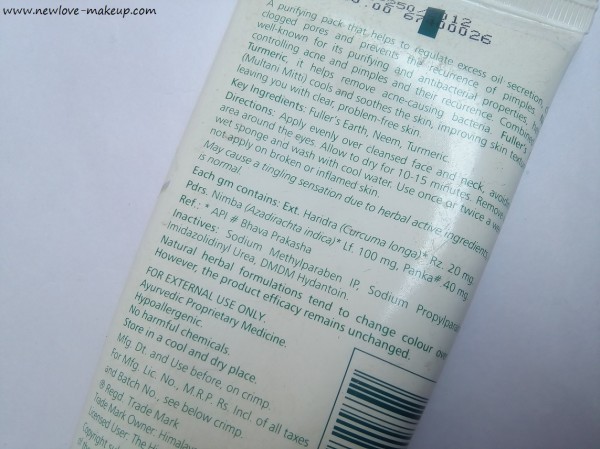 www.newlove-makeup.com
A purifying pack that helps to regulate excess oil secretion,
clogged pores and prevents the recurrence of pimples,
well-known for its purifying and antibacterial properties,
controlling acne and pimples and their recurrence. Combined
Turmeric, it helps remove acne-causing bacteria. Fuller's
(Multani Mitti) cools and soothes the skin, improving skin texture
leaving you with clear, problem-free skin.
Key Ingredients: Fuller's Earth, Neem, Turmeric.
Directions: Apply evenly over cleansed face and neck, avoiding
area around the eyes. Allow to dry for 10-15 minutes. Remove
wet sponge and wash with cool water. Use once or twice a
not apply on broken or inflamed skin.
May cause a tingling sensation due to herbal active ingredients
is normal.
Each gm contains: Ext. Haridra (Curcuma longa)* Rz. 20 mg
Pdrs. Nimba (Azadirachta indica)* Lf. 100 mg, Panka# 40 mg
Ref.: * API # Bhava Prakasha
Inactives: Sodium Methylparaben IP, Sodium Propylparaben
Imidazolidinyl Urea, DMDM Hydantoin.
Natural herbal formulations tend to change colour over
However, the product efficacy remains unchanged.
FOR EXTERNAL USE ONLY.
Ayurvedic Proprietary Medicine.
Hypoallergenic.
No harmful chemicals.
Store in a cool and dry place.
Mfg. Dt. and Use before, on crimp
For Mfg. Lic. No., M.R.P. Rs. Incl. of all taxes
and Batch No., see below crimp.
® Regd. Trade Mark
Trade Mark Owner: Himalaya
Licensed User: The
Copyright